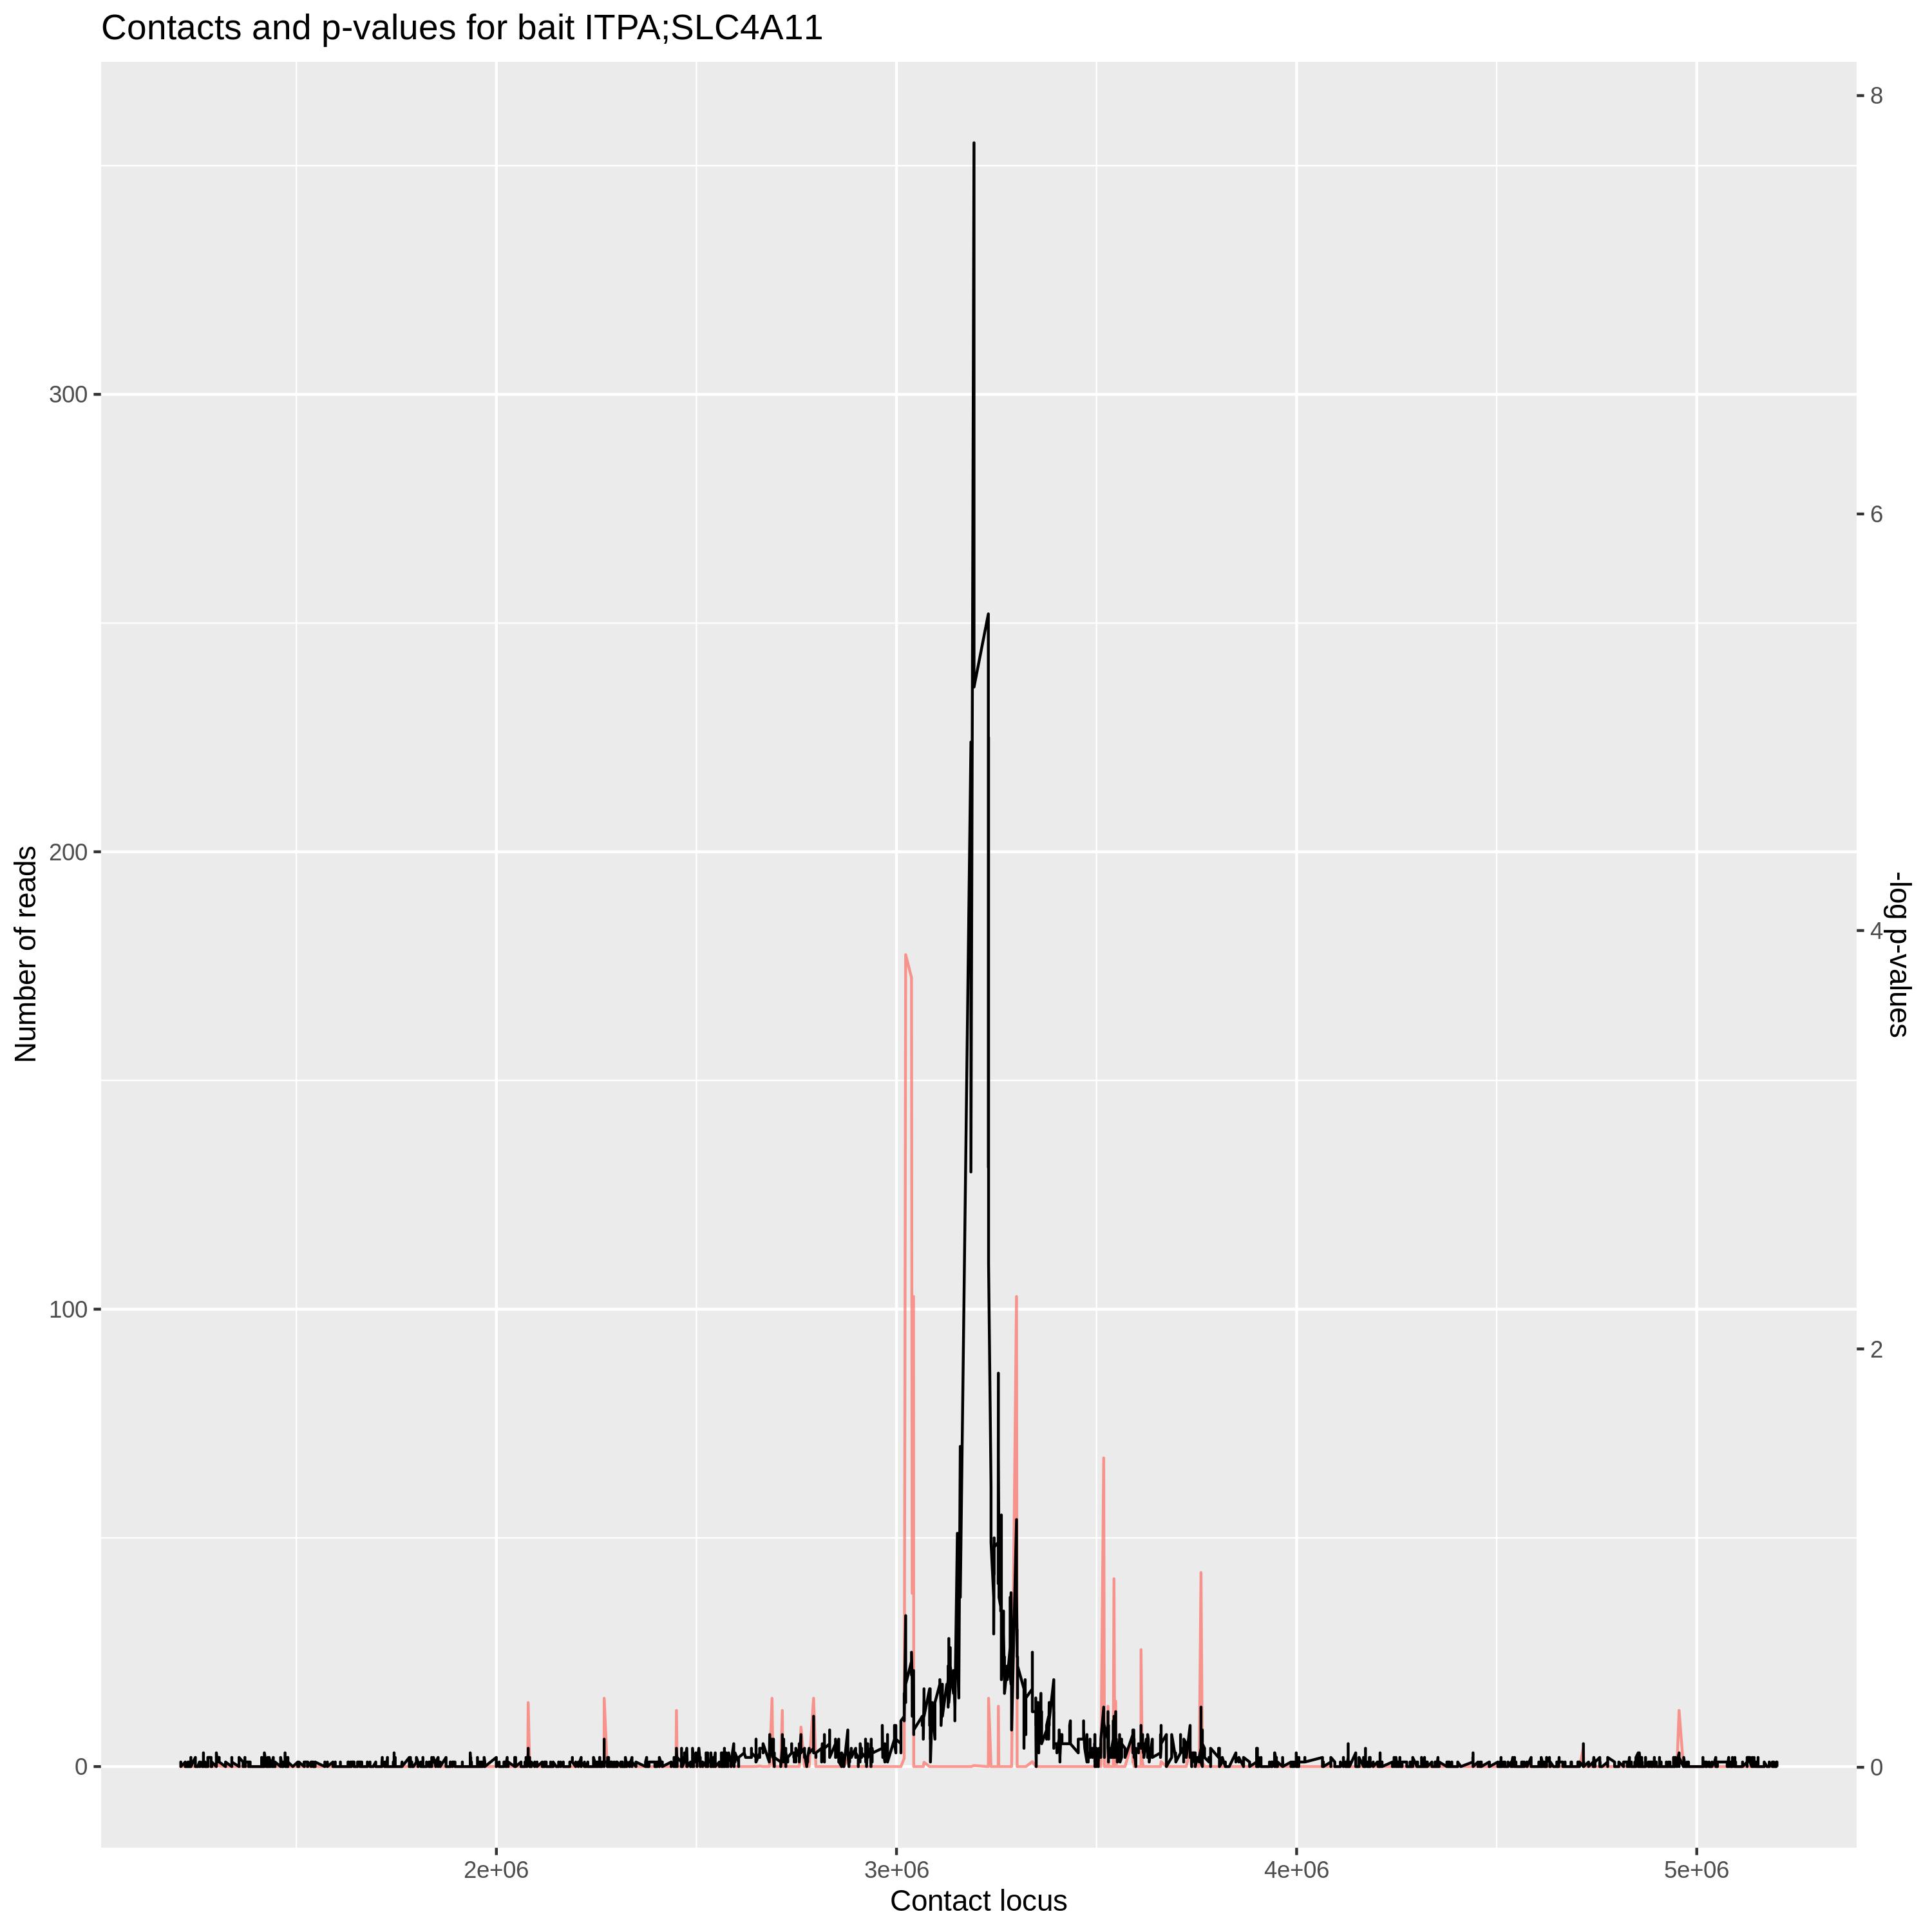 Contacts and p-values for bait ITPA;SLC4A11
Number of reads
300
200
100
0
8
6
4
2
0
-log p-values
2e+06
3e+06
4e+06
5e+06
Contact locus